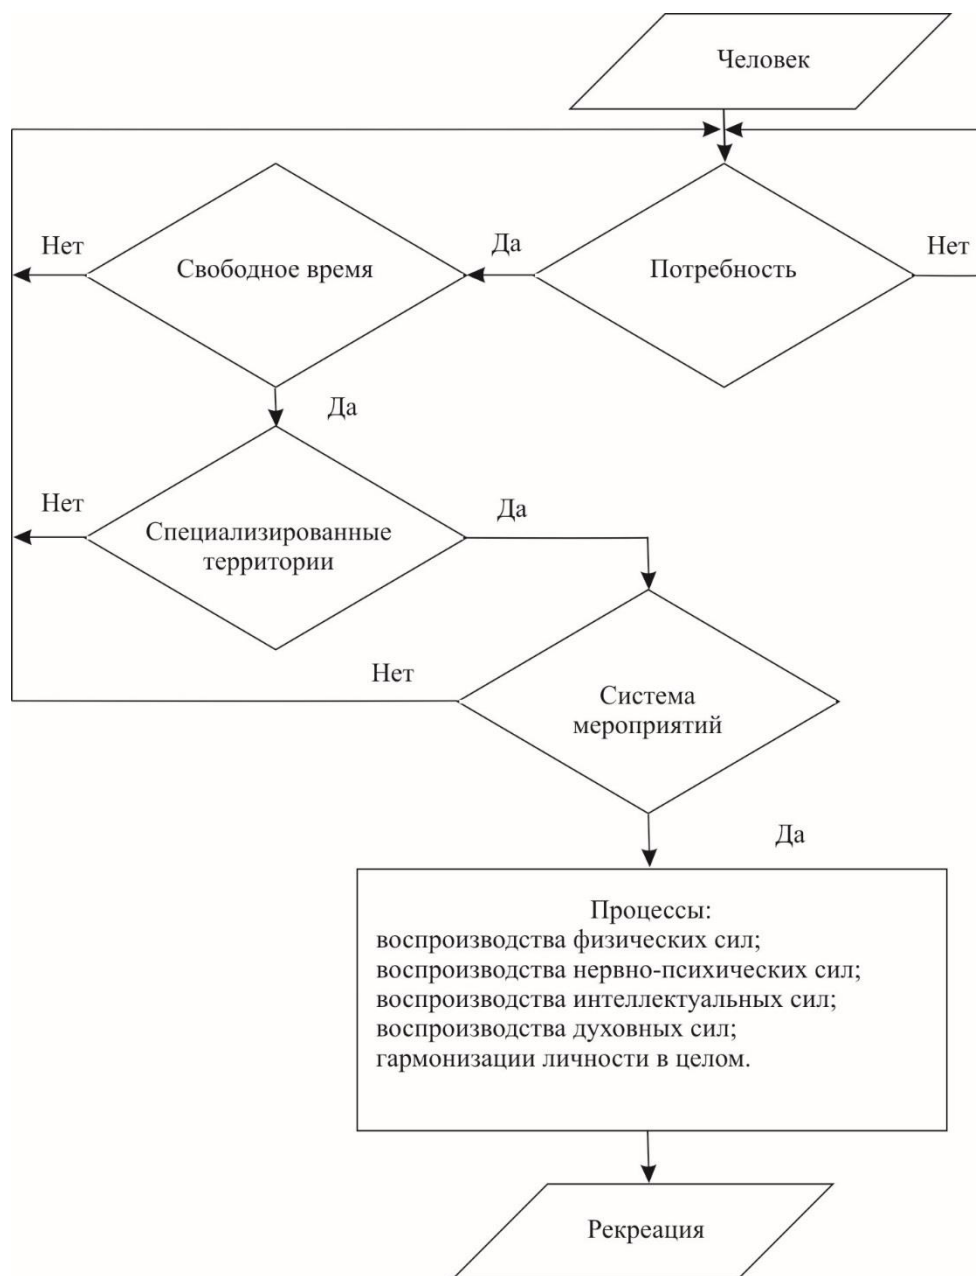 Человек
Нет
Свободное время
Да
Потребность
Нет
Да
Нет
Специализированные
территории
Да
Нет
Система
мероприятий
Да
Процессы:
воспроизводства физических сил;
воспроизводства нервно-психических сил;
воспроизводства интеллектуальных сил;
воспроизводства духовных сил;
гармонизации личности в целом.
Рекреация